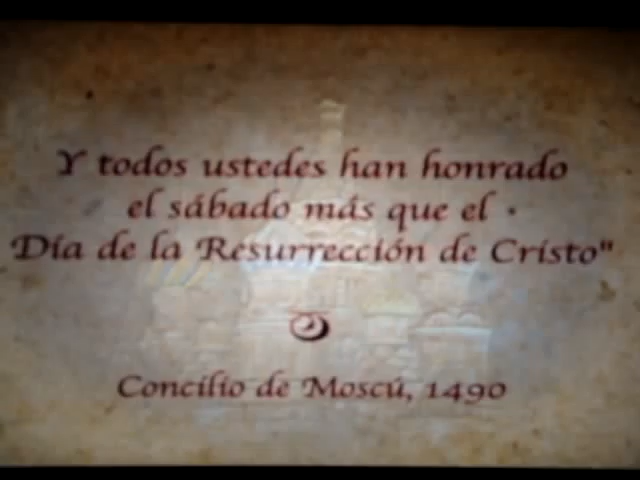 Y todos ustedes han honrado
el sábado más que el
Día de la Resurrección de Cristo"
Concilio de Moscú, 1490